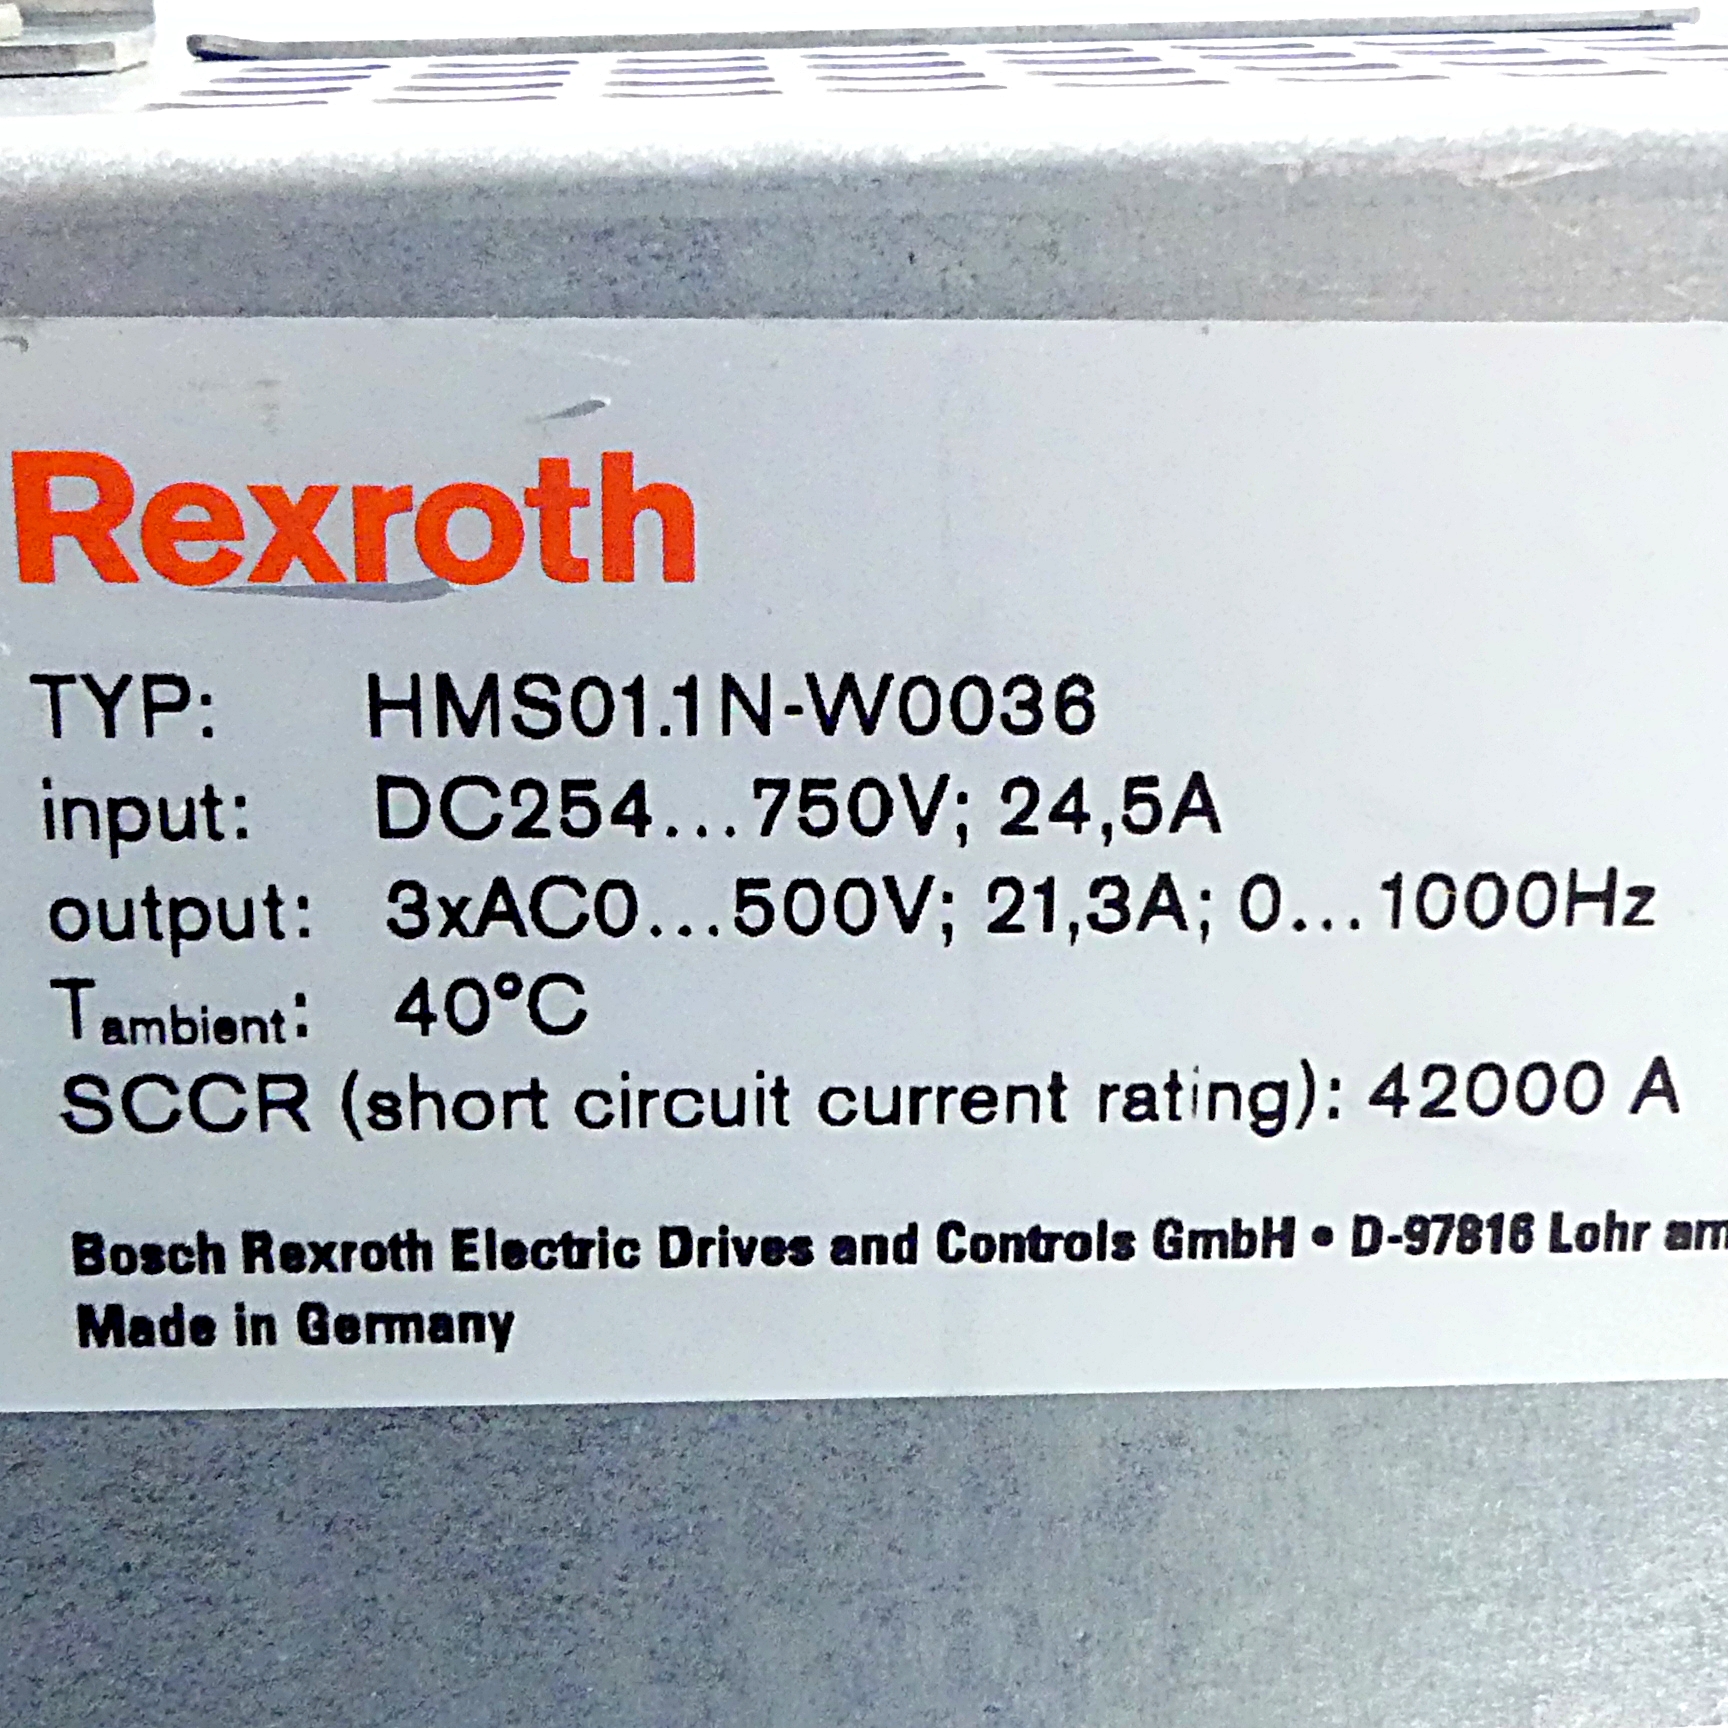 Rexroth
TYP: HMS01.1N-W0036
input: DC254...750V; 24,5A
output: 3xAC0...500V; 21,3A; 0...1000Hz
Tambient: 40°C
SCCR (short circuit current rating): 42000 A
Bosch Rexroth Electric Drives and Controls GmbH • D-97816 Lohr am
Made in Germany